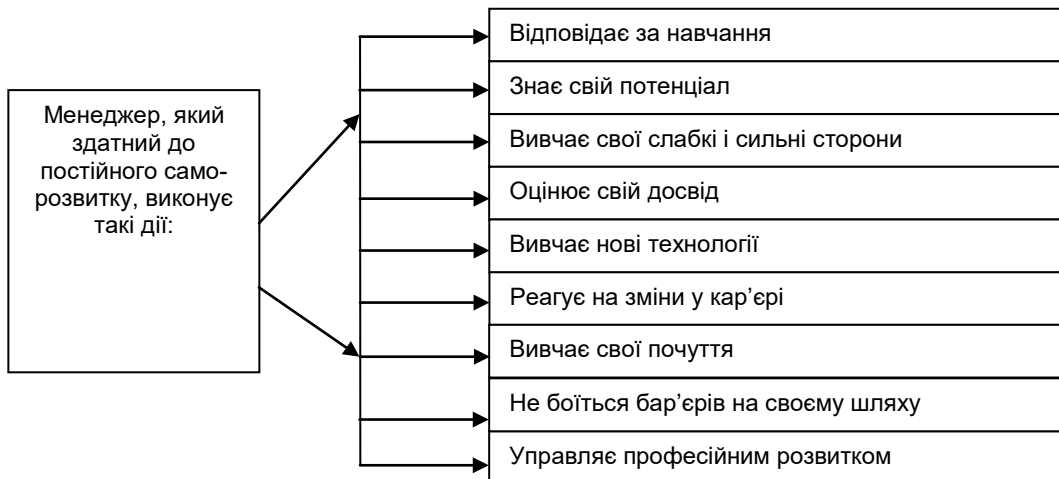 Менеджер, який
здатний до
постійного само-
розвитку, виконує
такі дії:
Відповідає за навчання
Знає свій потенціал
Вивчає свої слабкі і сильні сторони
Оцінює свій досвід
Вивчає нові технології
Реагує на зміни у кар’єрі
Вивчає свої почуття
Не боїться бар’єрів на своєму шляху
Управляє професійним розвитком